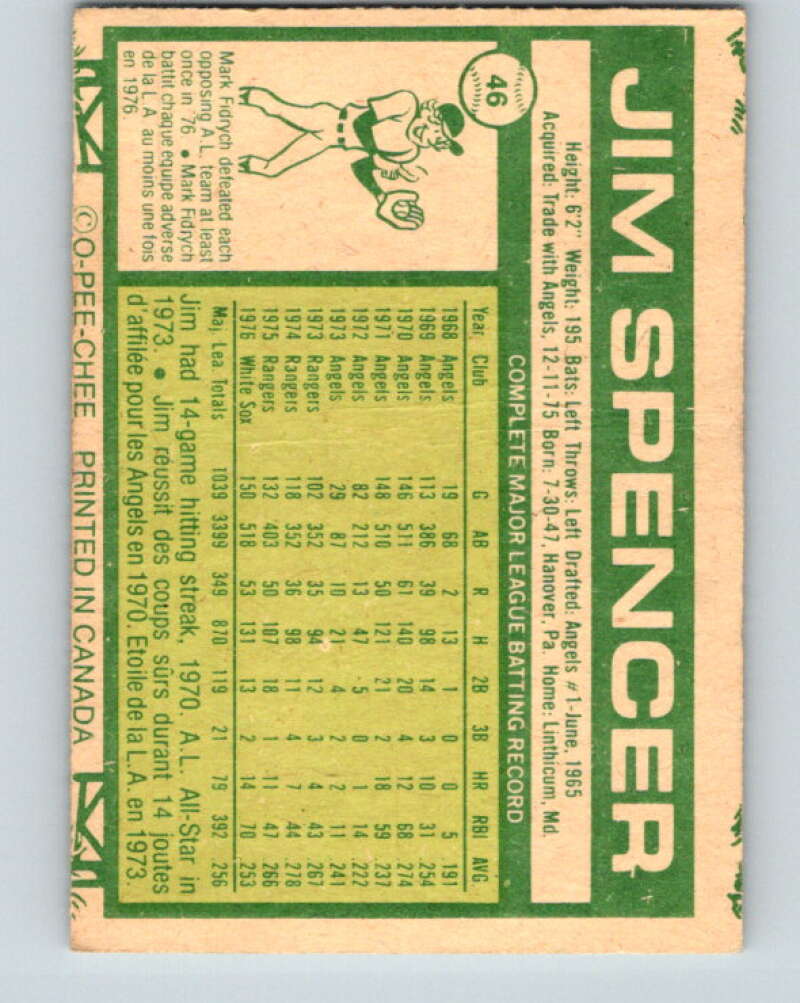 46
JIM SPENCER
Height: 6'2" Weight: 195 Bats: Left Throws: Left Drafted: Angels #1-June, 1965
Acquired: Trade with Angels, 12-11-75 Born: 7-30-47, Hanover, Pa. Home: Linthicum, Md.
COMPLETE MAJOR LEAGUE BATTING RECORD
Year Club G AB R H 2B 3B HR RBI AVG
1968 Angels 19 68 2 13 1 0 0 5 .191
1969 Angels 113 386 39 98 14 3 10 31 .254
1970 Angels 146 511 61 140 20 4 12 68 .274
1971 Angels 148 510 50 121 21 2 18 59 .237
1972 Angels 82 212 13 47 5 0 1 14 .222
1973 Angels 29 87 10 21 4 2 2 11 .241
1973 Rangers 102 352 35 94 12 3 4 43 .267
1974 Rangers 118 352 36 98 11 4 7 44 .278
1975 Rangers 132 403 50 107 18 1 11 47 .266
1976 White Sox 150 518 53 131 13 2 14 70 .253
Maj. Lea. Totals 1039 3399 349 870 119 21 79 392 .256
Jim had 14-game hitting streak, 1970. A.L. All-Star in
1973. • Jim réussit des coups sûrs durant 14 joutes
d'affilée pour les Angels en 1970. Etoile de la L.A. en 1973.
Mark Fidrych defeated each
opposing A.L. team at least
once in '76 • Mark Fidrych
battit chaque equipe adverse
de la L.A. au moins une fois
en 1976.
©O-PEE-CHEE PRINTED IN CANADA